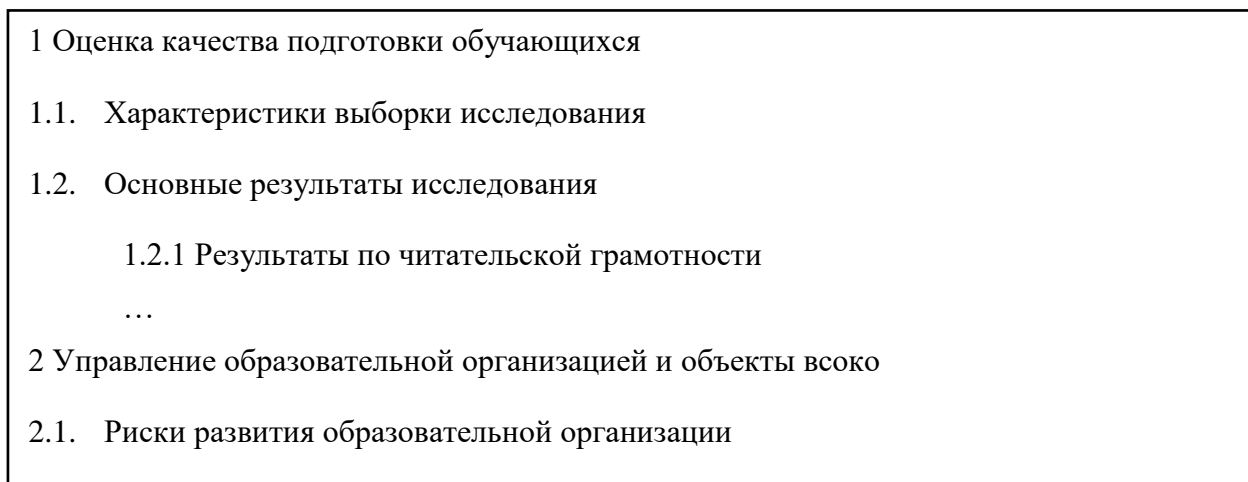 1 Оценка качества подготовки обучающихся
1.1. Характеристики выборки исследования
1.2. Основные результаты исследования
1.2.1 Результаты по читательской грамотности
…
2 Управление образовательной организацией и объекты всоко
2.1. Риски развития образовательной организации